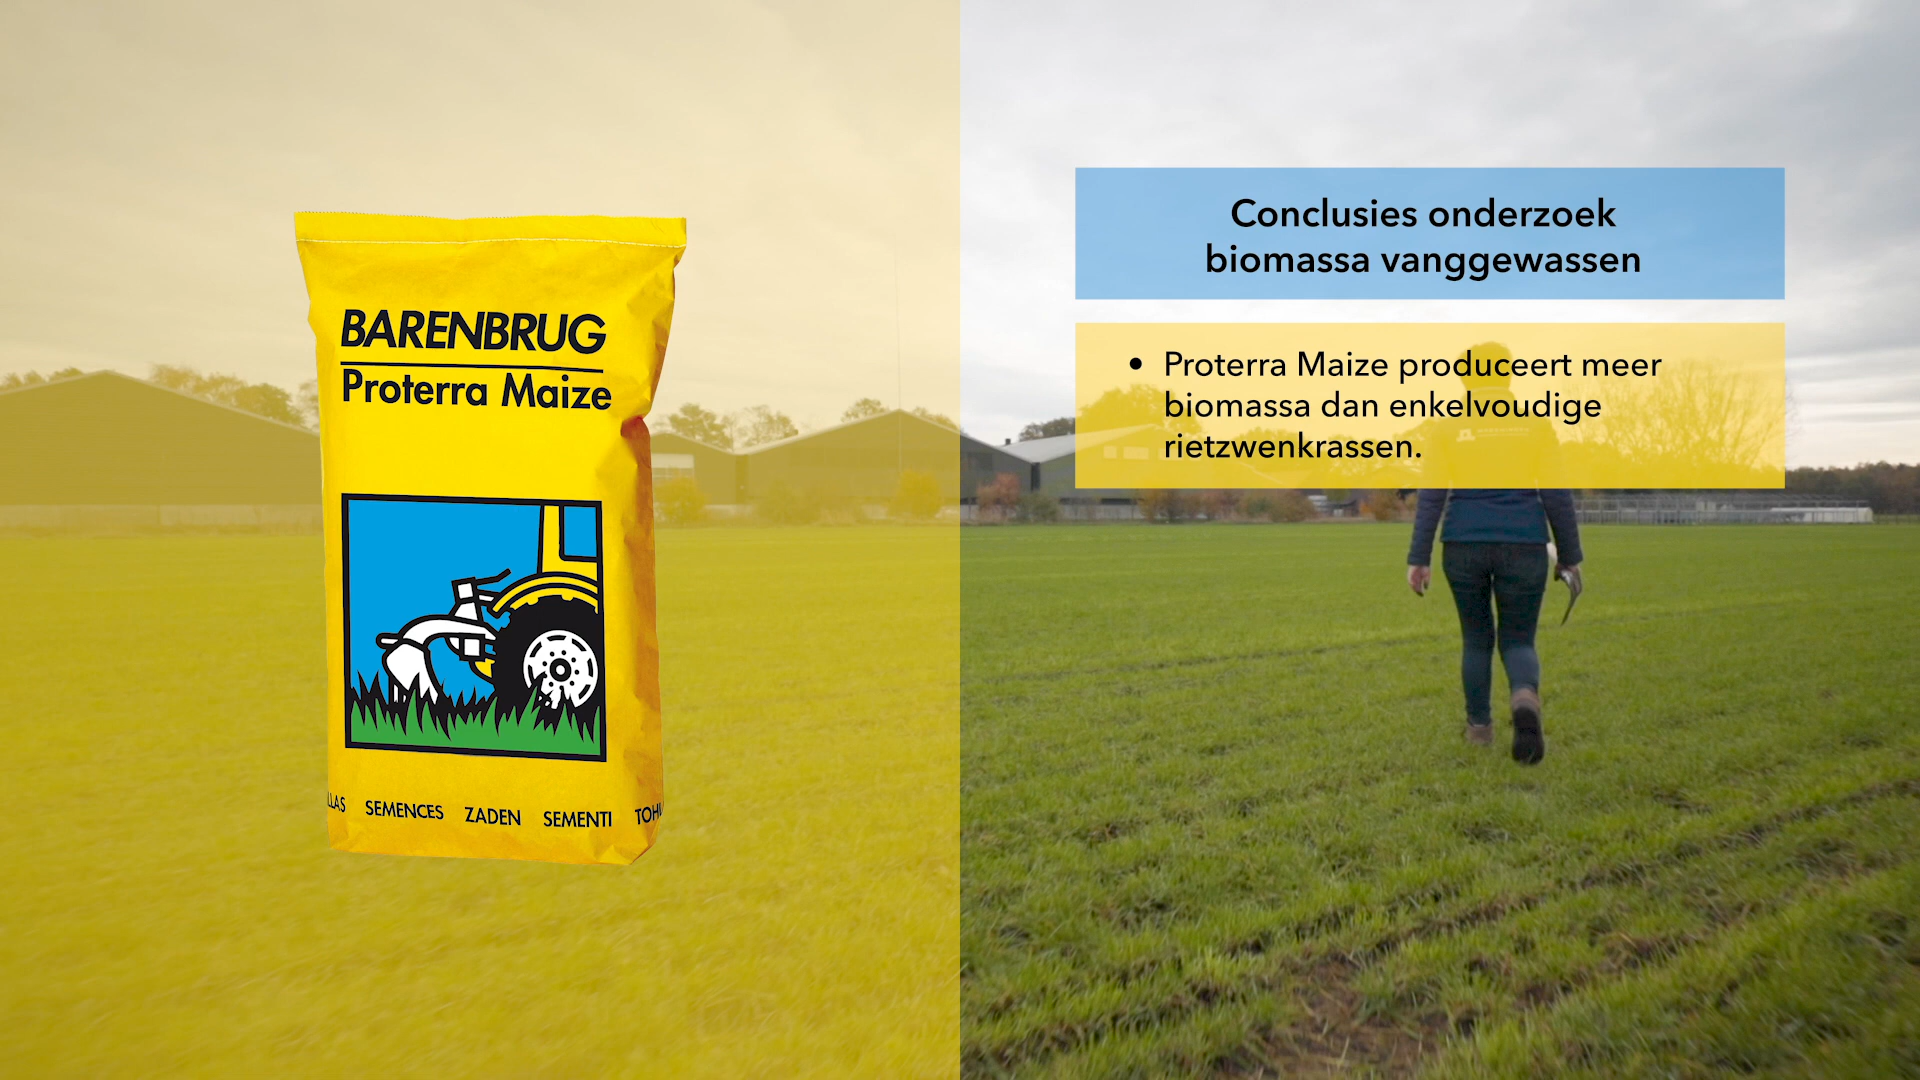 BARENBRUG
Proterra Maize
SEMENCES ZADEN SEMENTI
Conclusies onderzoek
biomassa vanggewassen
• Proterra Maize produceert meer
biomassa dan enkelvoudige
rietzwenkrassen.